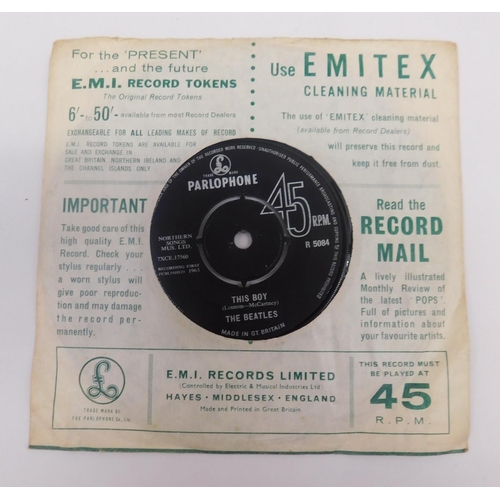 For the 'PRESENT'
...and the future
E.M.I. RECORD TOKENS
The Original Record Tokens
6'- to 50'- available from most Record Dealers
EXCHANGEABLE FOR ALL LEADING MAKES OF RECORD
E.M.I. RECORD TOKENS ARE AVAILABLE FOR
SALE AND EXCHANGE IN
GREAT BRITAIN, NORTHERN IRELAND AND
THE CHANNEL ISLANDS ONLY
Use EMITEX
CLEANING MATERIAL
The use of 'EMITEX' cleaning material
(available from Record Dealers)
will preserve this record and
keep it free from dust.
IMPORTANT
Take good care of this
high quality E.M.I.
Record. Check your
stylus regularly...
a worn stylus will
give poor reproduc-
tion and may damage
the record per-
manently.
TRADE MARK
PARLOPHONE
45 R.P.M.
R 5084
NORTHERN
SONGS
MUS. LTD.
7XCE.17560
RECORDING FIRST
PUBLISHED 1963
THIS BOY
(Lennon—McCartney)
THE BEATLES
MADE IN GT. BRITAIN
Read the
RECORD
MAIL
A lively illustrated
Monthly Review of
the latest 'POPS'.
Full of pictures and
information about
your favourite artists.
TRADE MARK OF
THE PARLOPHONE Co. Ltd.
E.M.I. RECORDS LIMITED
(Controlled by Electric & Musical Industries Ltd)
HAYES • MIDDLESEX • ENGLAND
Made and Printed in Great Britain
THIS RECORD MUST
BE PLAYED AT
45
R.P.M.